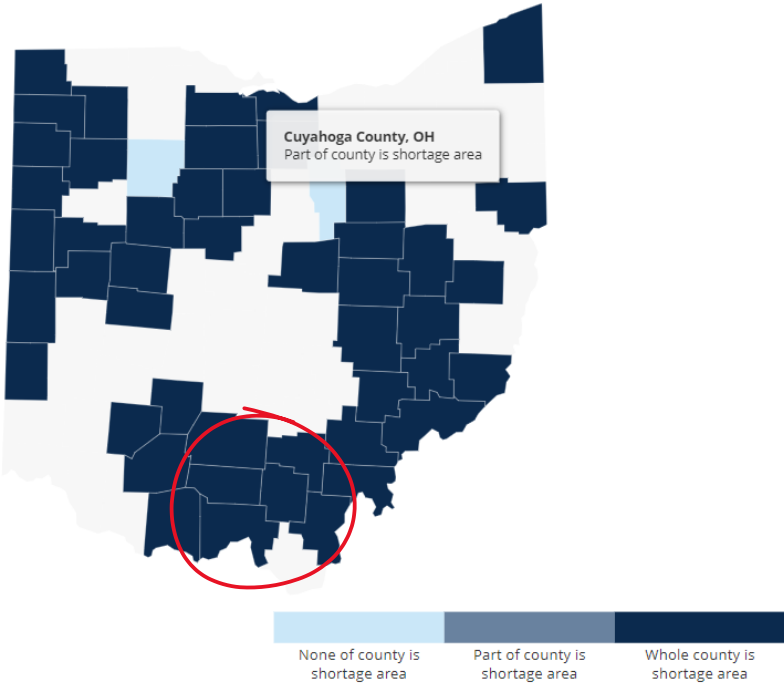 Cuyahoga County, OH
Part of county is shortage area
None of county is
shortage area
Part of county is
shortage area
Whole county is
shortage area